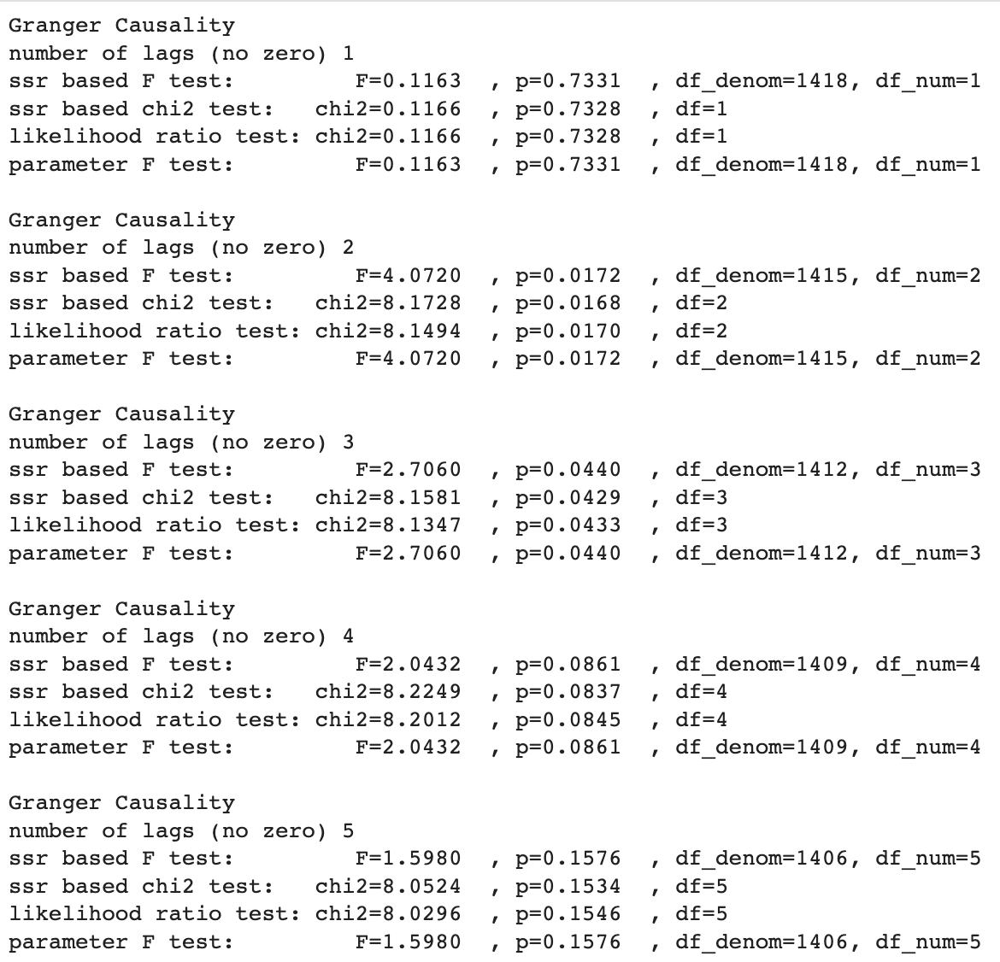 Granger Causality
number of lags (no zero) 1
ssr based F test:         F=0.1163  , p=0.7331  , df_denom=1418, df_num=1
ssr based chi2 test:   chi2=0.1166  , p=0.7328  , df=1
likelihood ratio test: chi2=0.1166  , p=0.7328  , df=1
parameter F test:         F=0.1163  , p=0.7331  , df_denom=1418, df_num=1

Granger Causality
number of lags (no zero) 2
ssr based F test:         F=4.0720  , p=0.0172  , df_denom=1415, df_num=2
ssr based chi2 test:   chi2=8.1728  , p=0.0168  , df=2
likelihood ratio test: chi2=8.1494  , p=0.0170  , df=2
parameter F test:         F=4.0720  , p=0.0172  , df_denom=1415, df_num=2

Granger Causality
number of lags (no zero) 3
ssr based F test:         F=2.7060  , p=0.0440  , df_denom=1412, df_num=3
ssr based chi2 test:   chi2=8.1581  , p=0.0429  , df=3
likelihood ratio test: chi2=8.1347  , p=0.0433  , df=3
parameter F test:         F=2.7060  , p=0.0440  , df_denom=1412, df_num=3

Granger Causality
number of lags (no zero) 4
ssr based F test:         F=2.0432  , p=0.0861  , df_denom=1409, df_num=4
ssr based chi2 test:   chi2=8.2249  , p=0.0837  , df=4
likelihood ratio test: chi2=8.2012  , p=0.0845  , df=4
parameter F test:         F=2.0432  , p=0.0861  , df_denom=1409, df_num=4

Granger Causality
number of lags (no zero) 5
ssr based F test:         F=1.5980  , p=0.1576  , df_denom=1406, df_num=5
ssr based chi2 test:   chi2=8.0524  , p=0.1534  , df=5
likelihood ratio test: chi2=8.0296  , p=0.1546  , df=5
parameter F test:         F=1.5980  , p=0.1576  , df_denom=1406, df_num=5